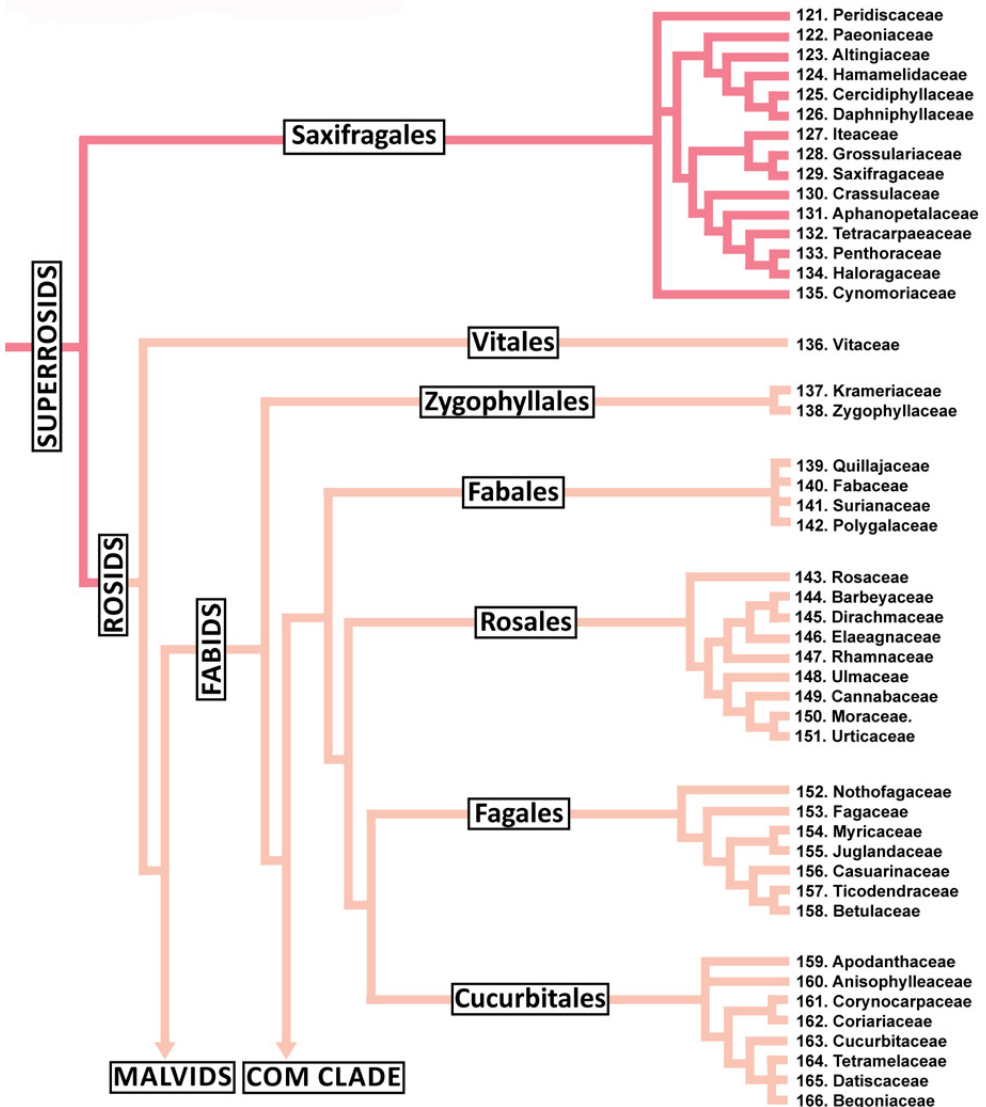 121. Peridiscaceae
122. Paeoniaceae
123. Altingiaceae
124. Hamamelidaceae
125. Cercidiphyllaceae
126. Daphniphyllaceae
Saxifragales
127. Iteaceae
128. Grossulariaceae
129. Saxifragaceae
130. Crassulaceae
131. Aphanopetalaceae
132. Tetracarpaeaceae
133. Penthoraceae
134. Haloragaceae
135. Cynomoriaceae
SUPERROSIDS
Vitales
136. Vitaceae
Zygophyllales
137. Krameriaceae
138. Zygophyllaceae
Fabales
139. Quillajaceae
140. Fabaceae
141. Surianaceae
142. Polygalaceae
ROSIDS
143. Rosaceae
144. Barbeyaceae
145. Dirachmaceae
Rosales
146. Elaeagnaceae
147. Rhamnaceae
FABIDS
148. Ulmaceae
149. Cannabaceae
150. Moraceae.
151. Urticaceae
152. Nothofagaceae
Fagales
153. Fagaceae
154. Myricaceae
155. Juglandaceae
156. Casuarinaceae
157. Ticodendraceae
158. Betulaceae
159. Apodanthaceae
160. Anisophylleaceae
Cucurbitales
161. Corynocarpaceae
162. Coriariaceae
163. Cucurbitaceae
164. Tetramelaceae
165. Datiscaceae
166. Begoniaceae
MALVIDS
COM CLADE